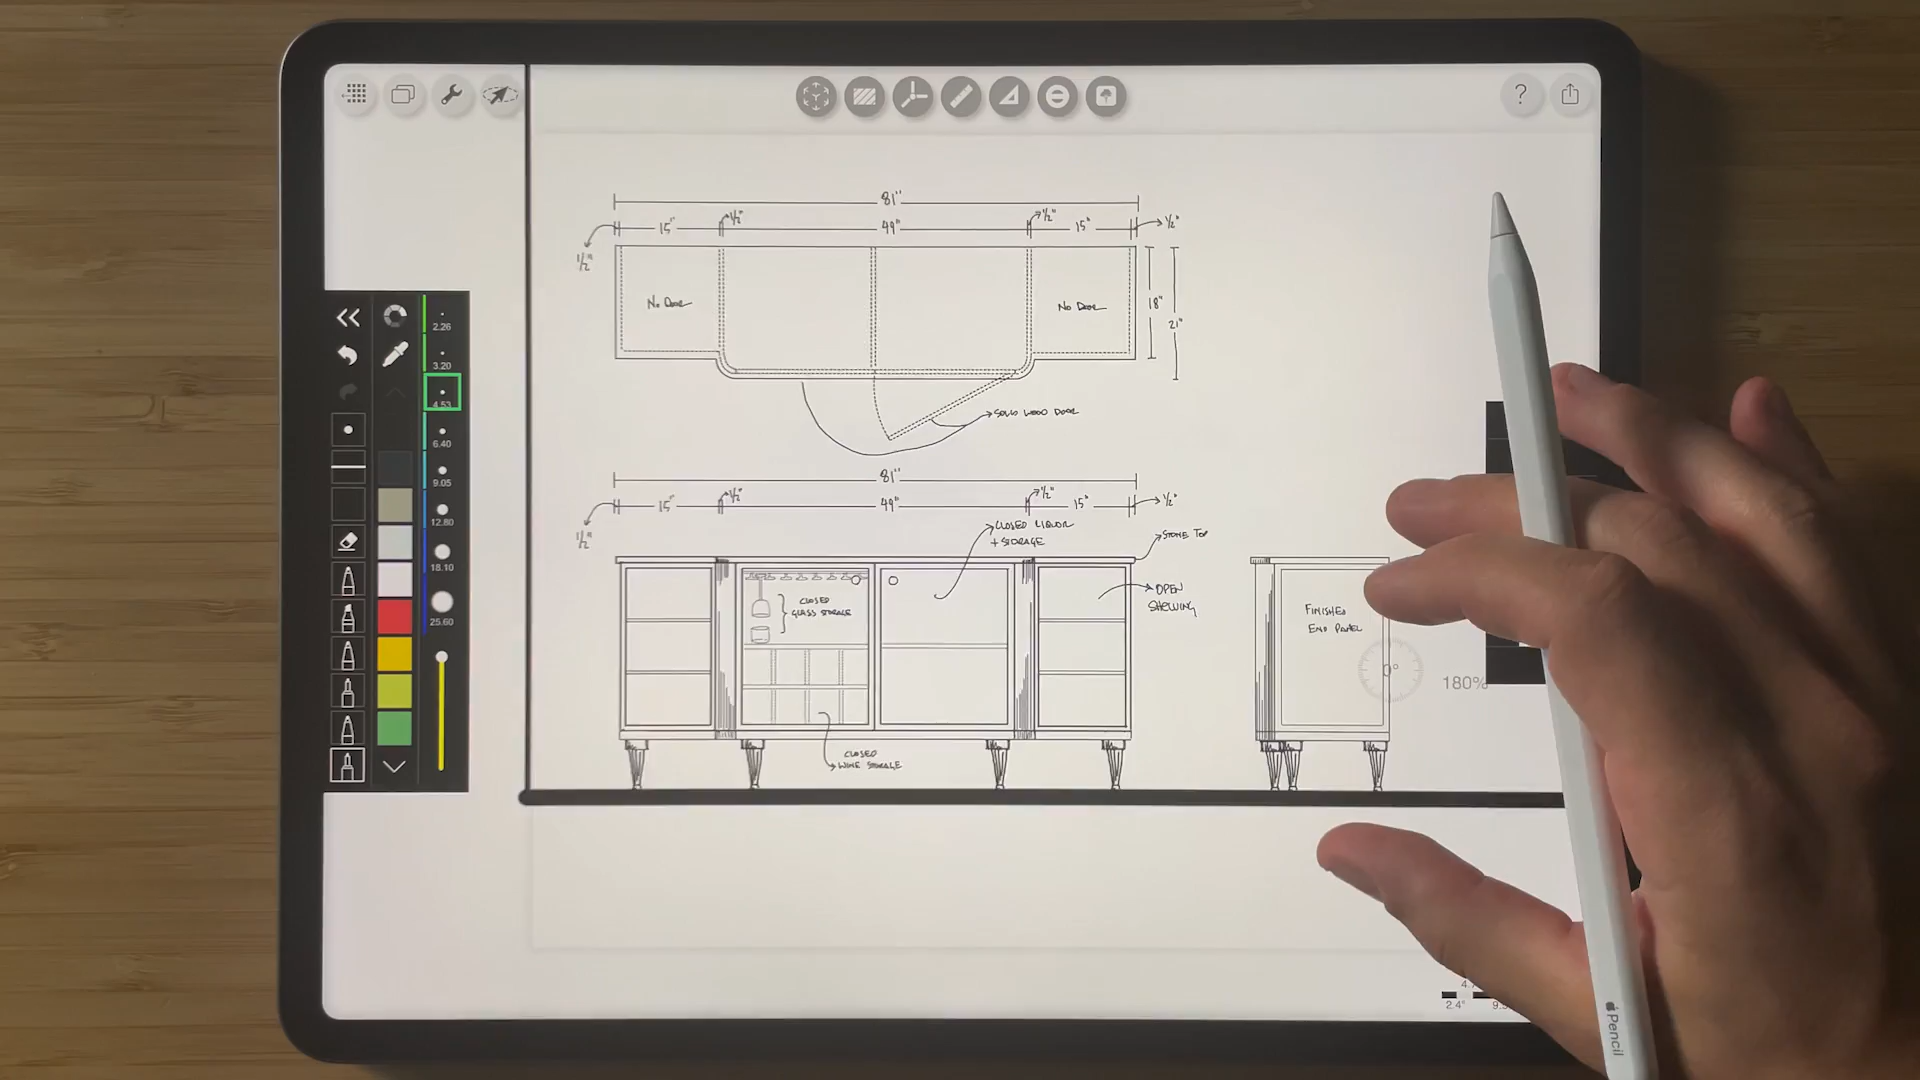 ?
2.26
3.20
4.53
6.40
9.05
12.80
18.10
25.60
81"
15"
1/2"
49"
1/2"
15"
1/2"
1/2"
No Door
No Door
18"
21"
SOLID WOOD DOOR
81"
15"
1/2"
49"
1/2"
15"
1/2"
1/2"
CLOSED LIQUOR
+ STORAGE
STONE TOP
CLOSED
GLASS STORAGE
OPEN
SHELVING
FINISHED
END PANEL
0°
180%
CLOSED
WINE STORAGE
2.4"
Pencil